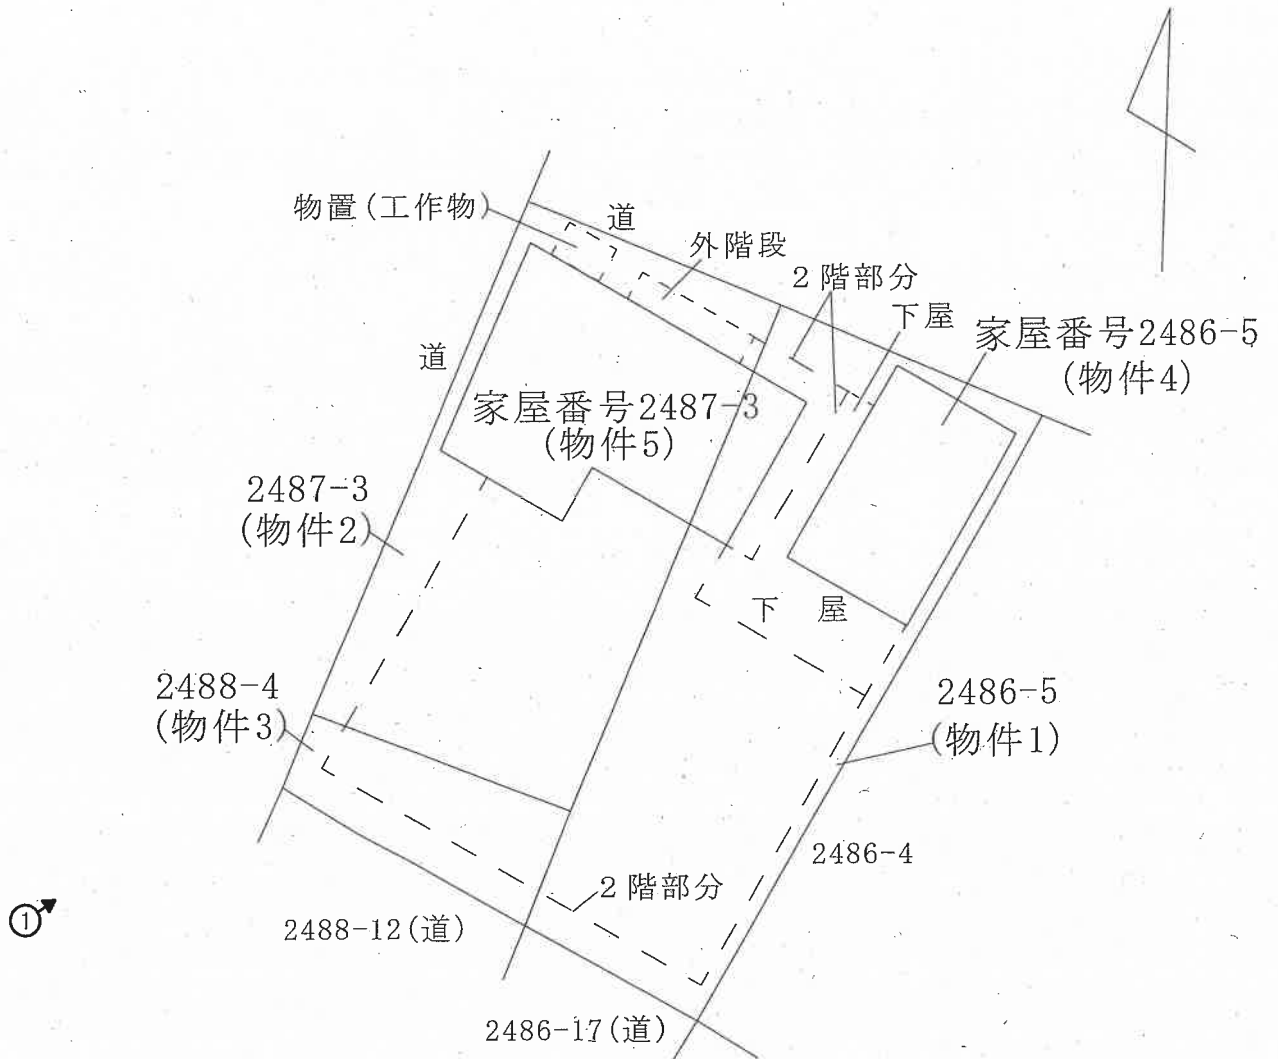 物置(工作物)
道
外階段
2階部分
下屋
家屋番号2486-5
(物件4)
道
家屋番号2487-3
(物件5)
2487-3
(物件2)
下 屋
2488-4
(物件3)
2486-5
(物件1)
2486-4
2階部分
①
2488-12(道)
2486-17(道)